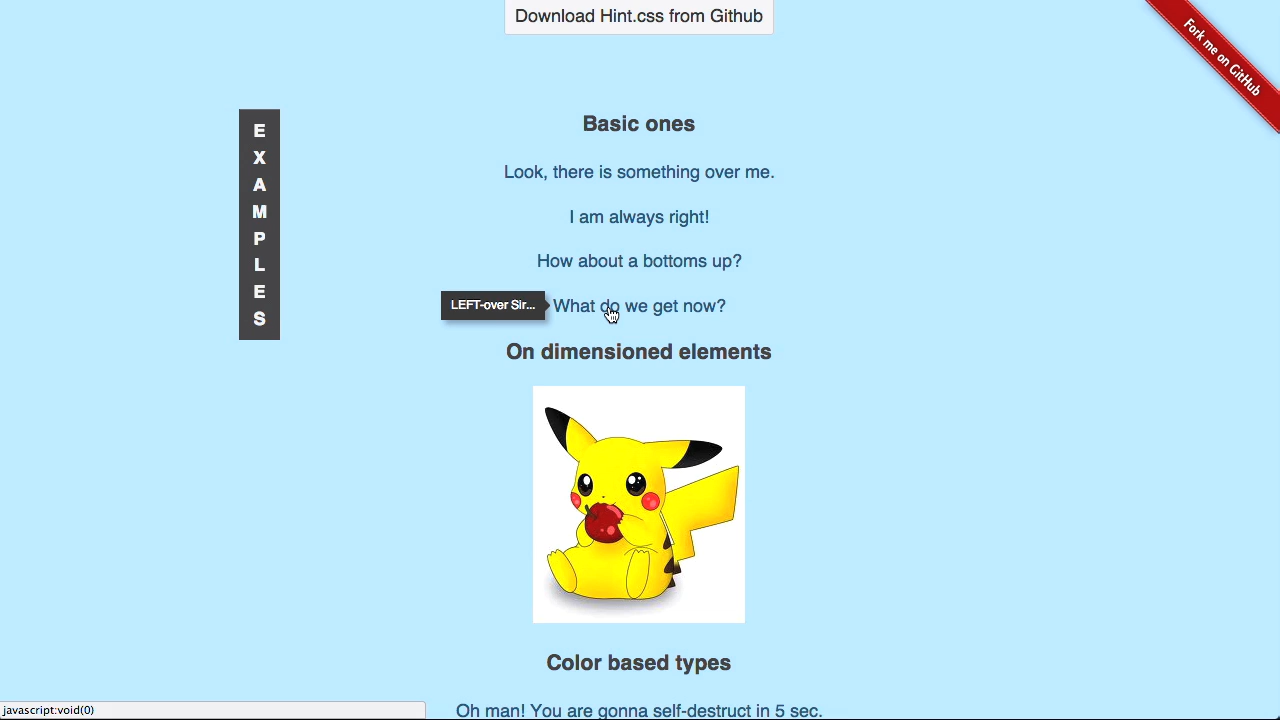 Download Hint.css from Github
Fork me on GitHub
EXAMPLES
Basic ones
Look, there is something over me.
I am always right!
How about a bottoms up?
LEFT-over Sir... What do we get now?
On dimensioned elements
Color based types
Oh man! You are gonna self-destruct in 5 sec.
javascript:void(0)